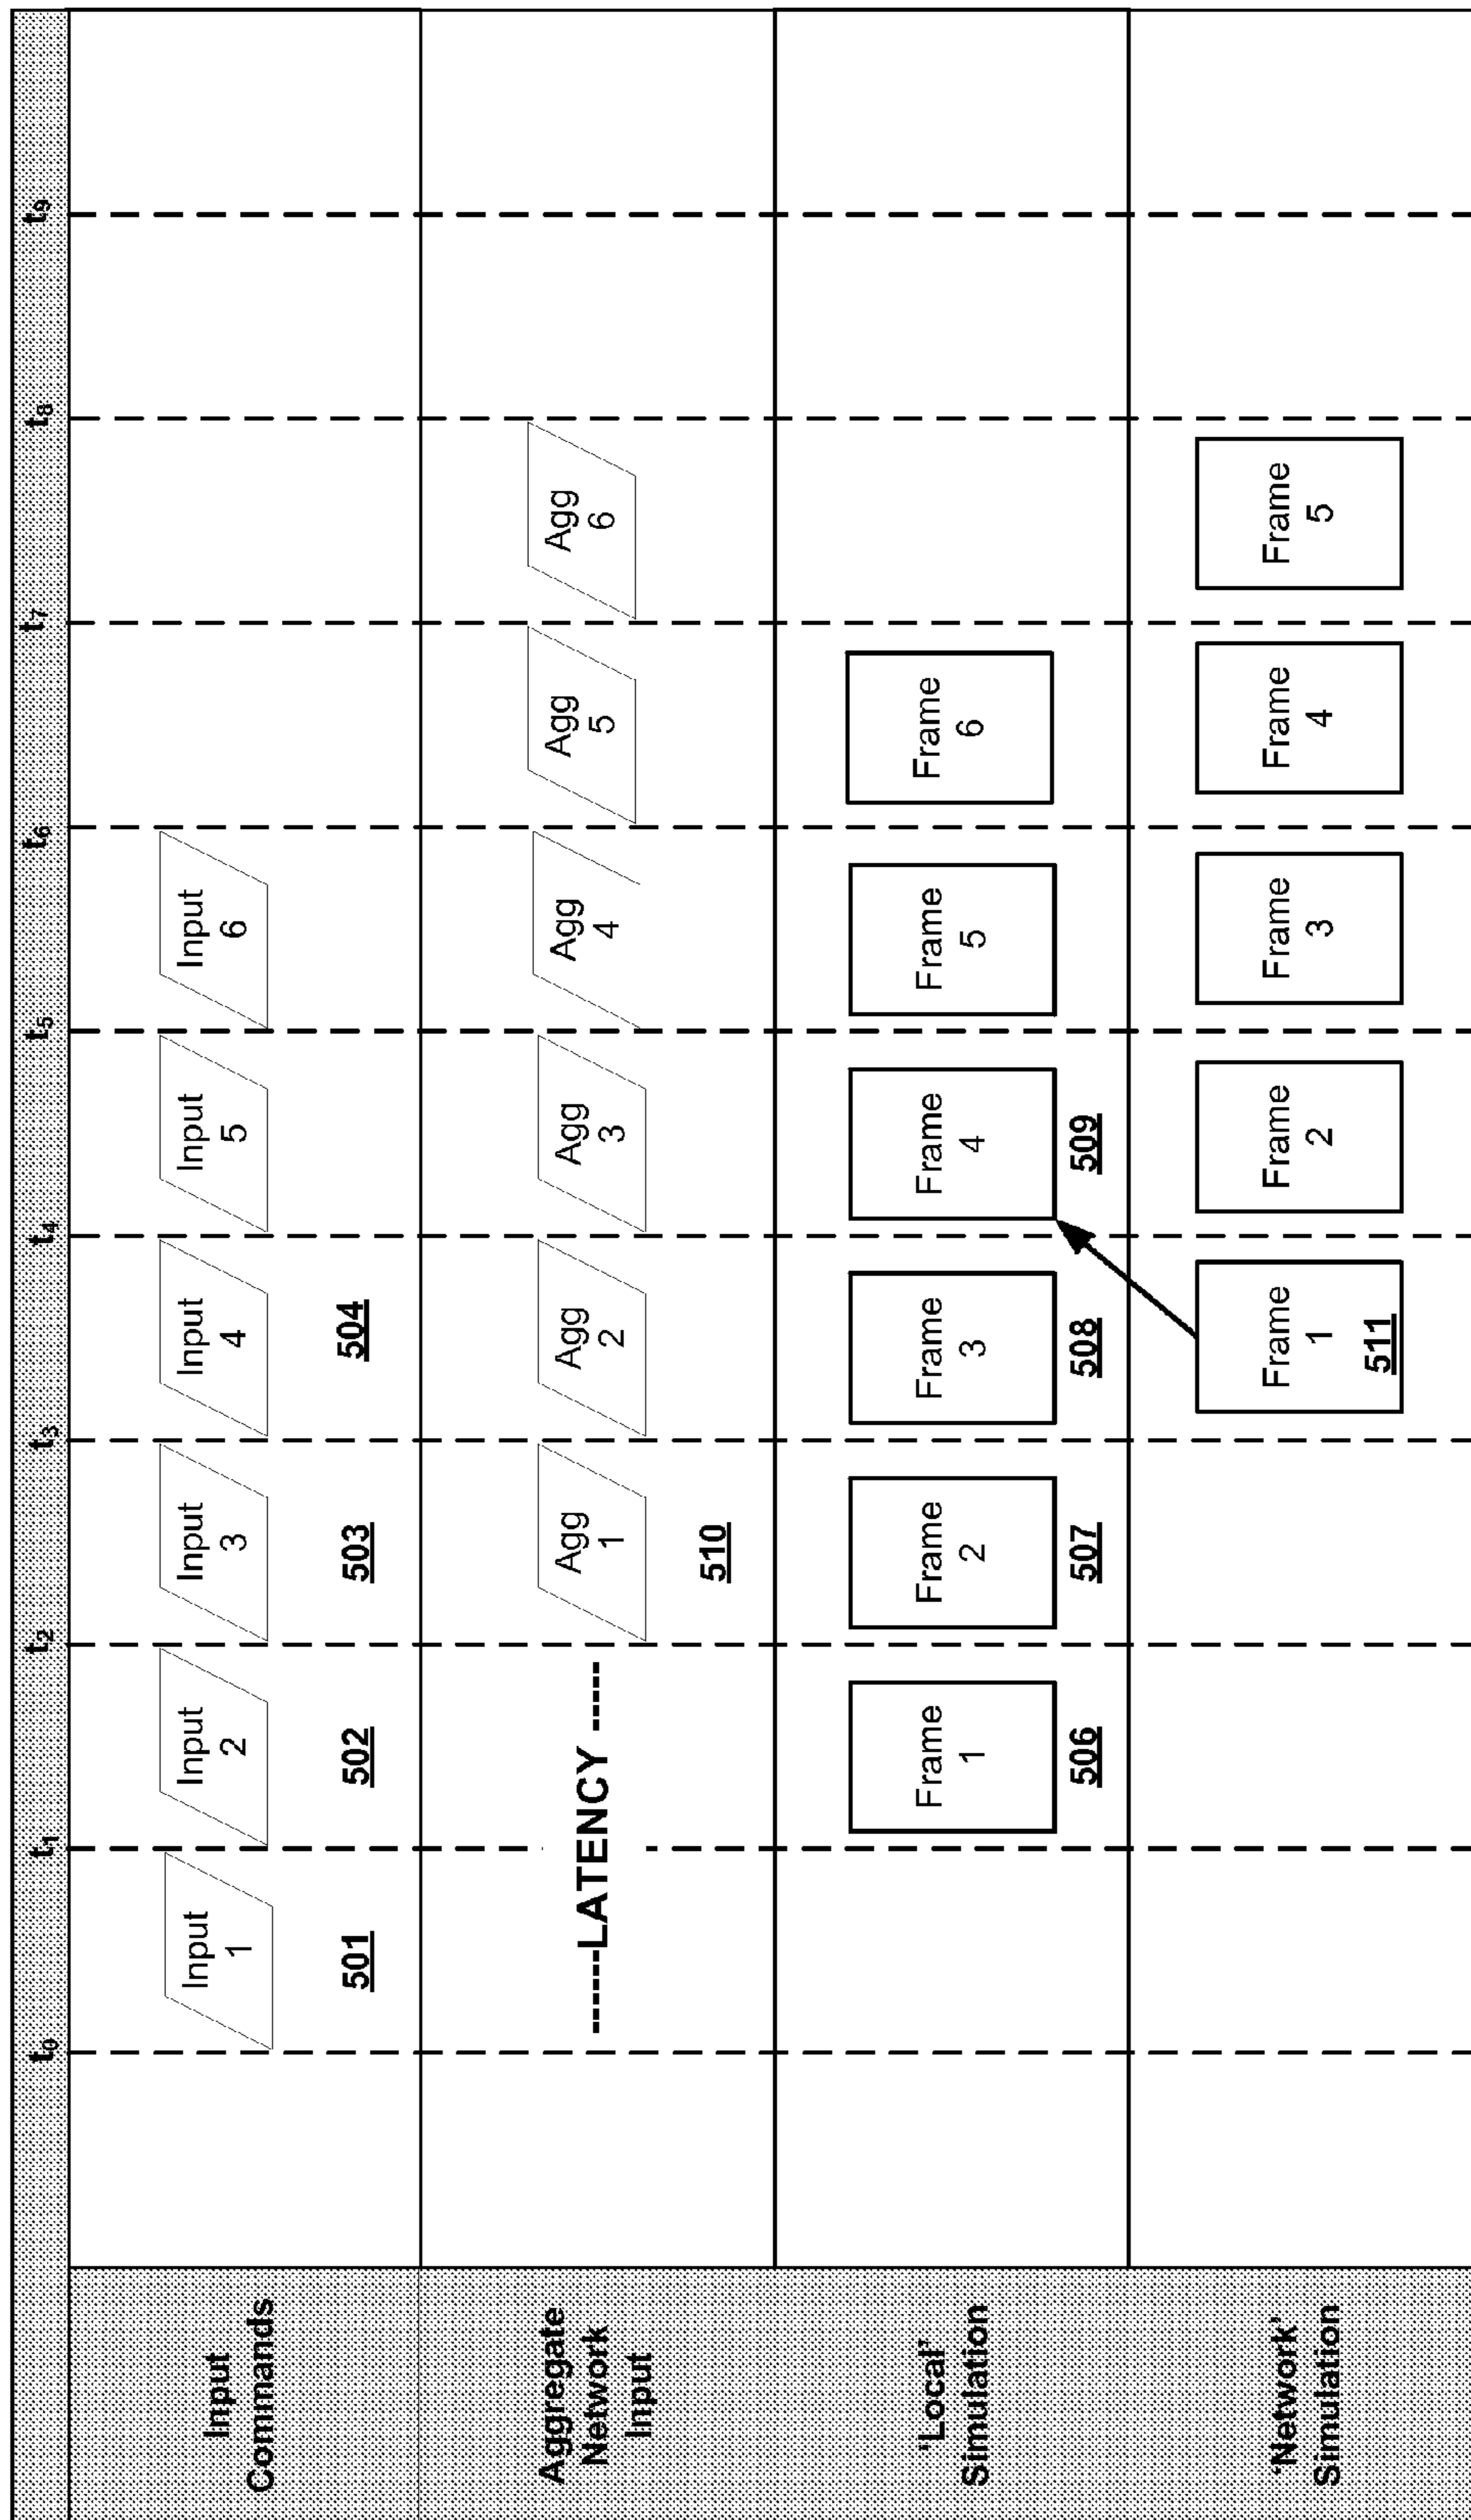 t₀ t₁ t₂ t₃ t₄ t₅ t₆ t₇ t₈ t₉
Input
Commands
Input
1
501
Input
2
502
Input
3
503
Input
4
504
Input
5
Input
6
Aggregate
Network
Input
------LATENCY -----
Agg
1
510
Agg
2
Agg
3
Agg
4
Agg
5
Agg
6
'Local'
Simulation
Frame
1
506
Frame
2
507
Frame
3
508
Frame
4
509
Frame
5
Frame
6
'Network'
Simulation
Frame
1
511
Frame
2
Frame
3
Frame
4
Frame
5